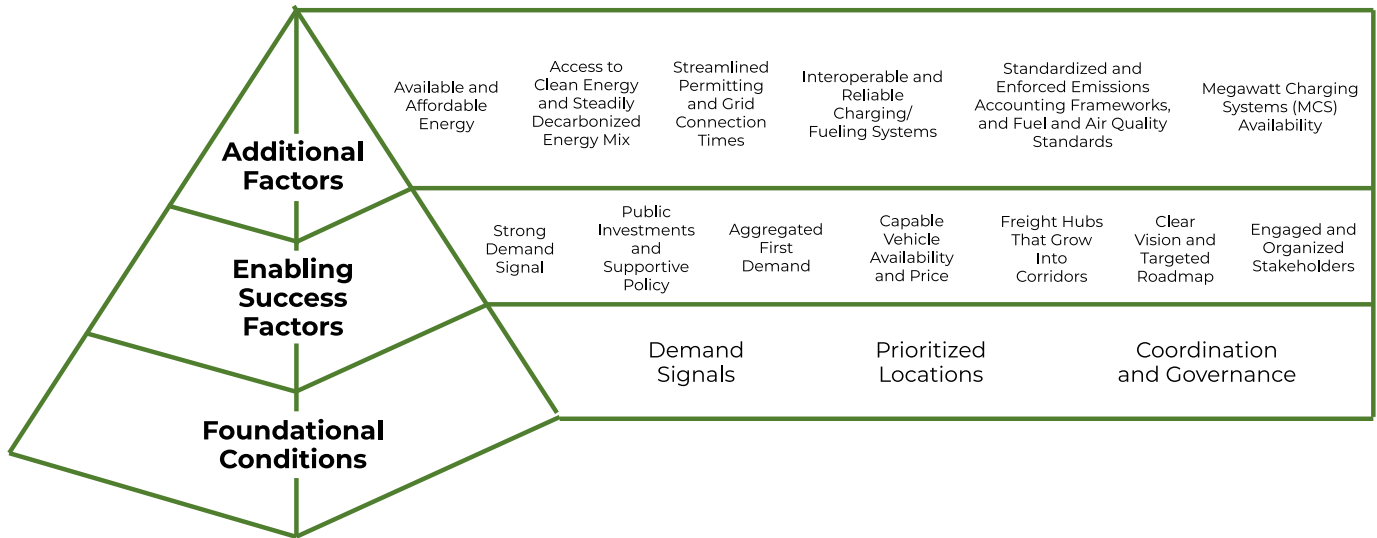 Additional
Factors
Available and
Affordable
Energy
Access to
Clean Energy
and Steadily
Decarbonized
Energy Mix
Streamlined
Permitting
and Grid
Connection
Times
Interoperable and
Reliable
Charging/
Fueling Systems
Standardized and
Enforced Emissions
Accounting Frameworks,
and Fuel and Air Quality
Standards
Megawatt Charging
Systems (MCS)
Availability
Enabling
Success
Factors
Strong
Demand
Signal
Public
Investments
and
Supportive
Policy
Aggregated
First
Demand
Capable
Vehicle
Availability
and Price
Freight Hubs
That Grow
Into
Corridors
Clear
Vision and
Targeted
Roadmap
Engaged and
Organized
Stakeholders
Foundational
Conditions
Demand
Signals
Prioritized
Locations
Coordination
and Governance